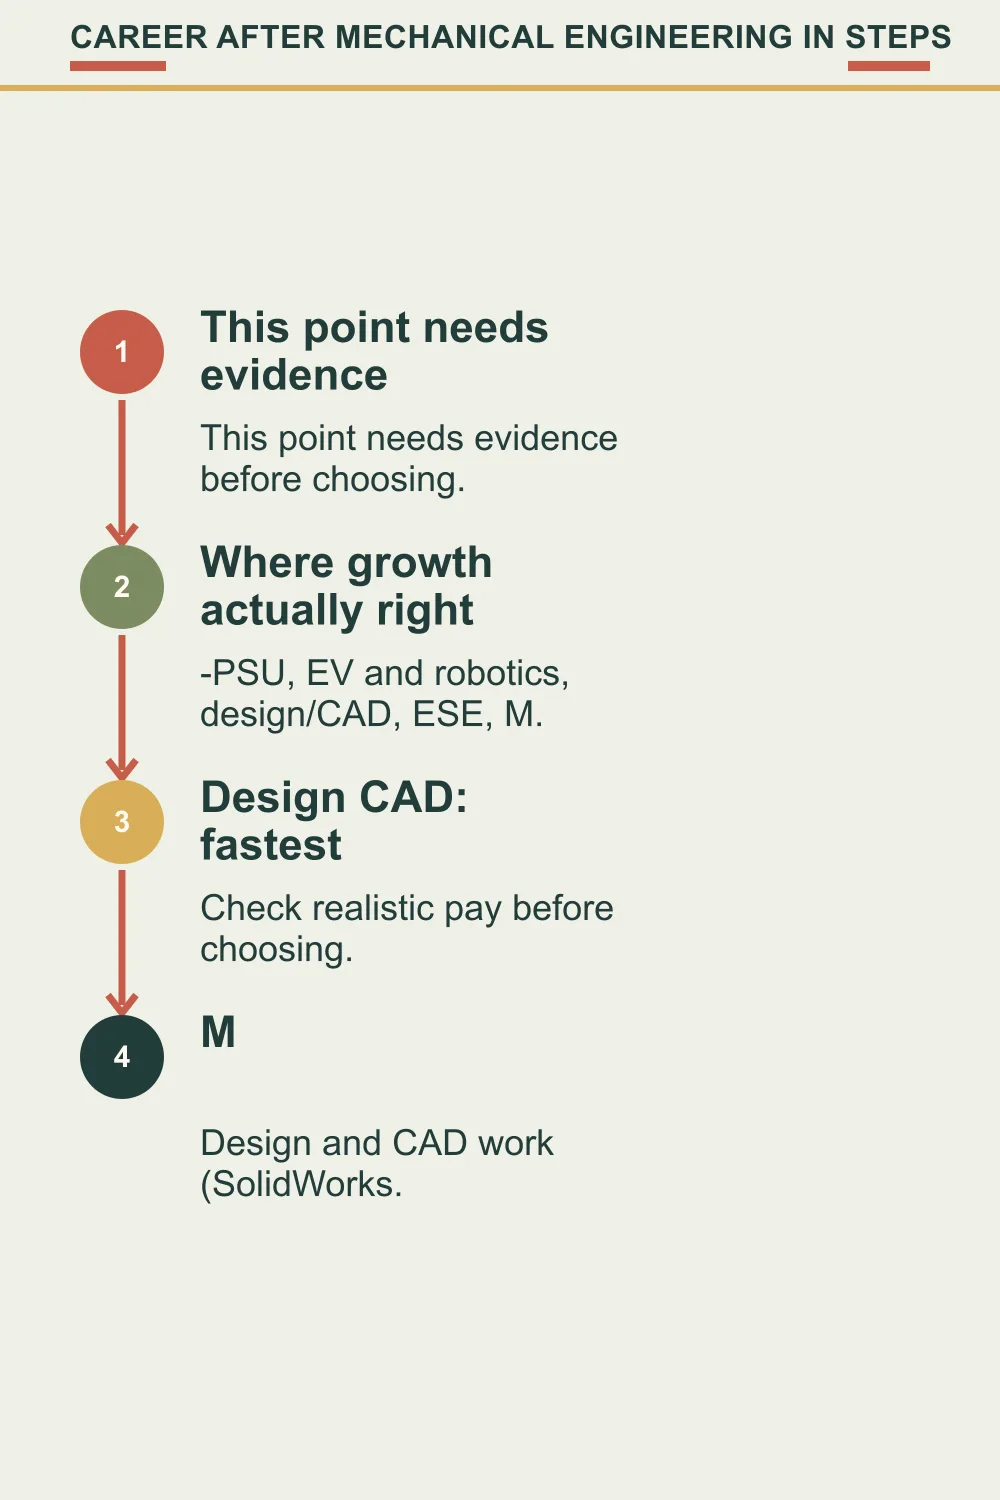 CAREER AFTER MECHANICAL ENGINEERING IN STEPS
1
This point needs
evidence
This point needs evidence
before choosing.
2
Where growth
actually right
-PSU, EV and robotics,
design/CAD, ESE, M.
3
Design CAD:
fastest
Check realistic pay before
choosing.
4
M
Design and CAD work
(SolidWorks.